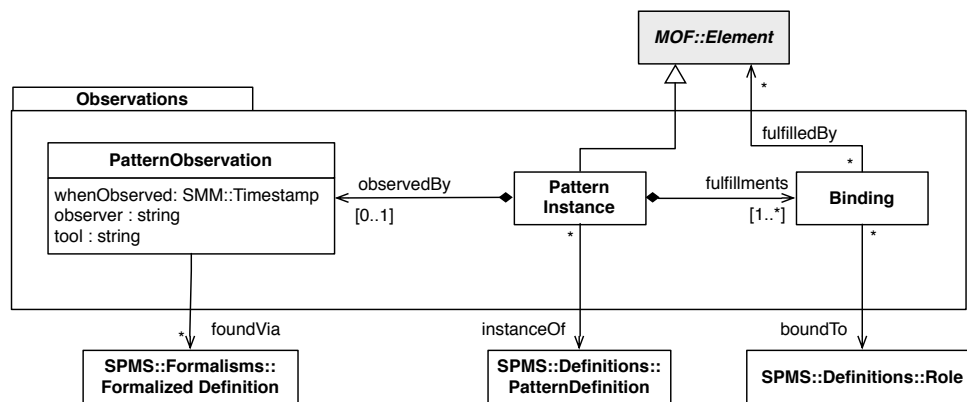 MOF::Element
Observations
*
fulfilledBy
PatternObservation
whenObserved: SMM::Timestamp
observer : string
tool : string
observedBy
[0..1]
Pattern
Instance
*
fulfillments
[1..*]
*
Binding
*
*
foundVia
instanceOf
boundTo
SPMS::Formalisms::
Formalized Definition
SPMS::Definitions::
PatternDefinition
SPMS::Definitions::Role